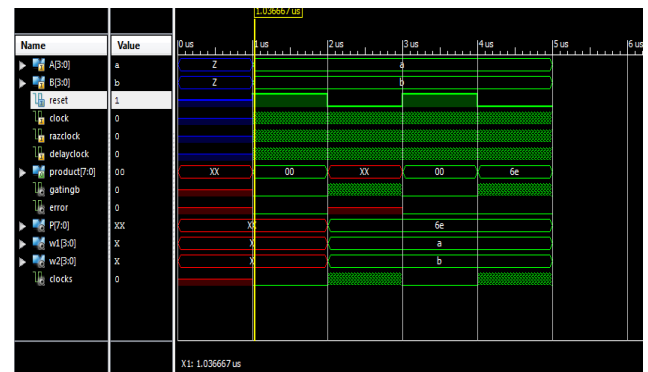 1.036667 us
Name Value 0 us 1 us 2 us 3 us 4 us 5 us 6 us
A[3:0] a Z a
B[3:0] b Z b
reset 1
clock 0
razclock 0
delayclock 0
product[7:0] 00 XX 00 XX 00 6e
gatingb 0
error 0
P[7:0] XX XX 6e
w1[3:0] X X a
w2[3:0] X X b
clocks 0
X1: 1.036667 us